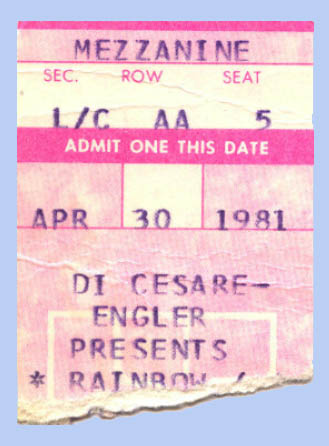 MEZZANINE
SEC. ROW SEAT
L/C AA 5
ADMIT ONE THIS DATE
APR 30 1981
DI CESARE-
ENGLER
PRESENTS
* RAINBOW /